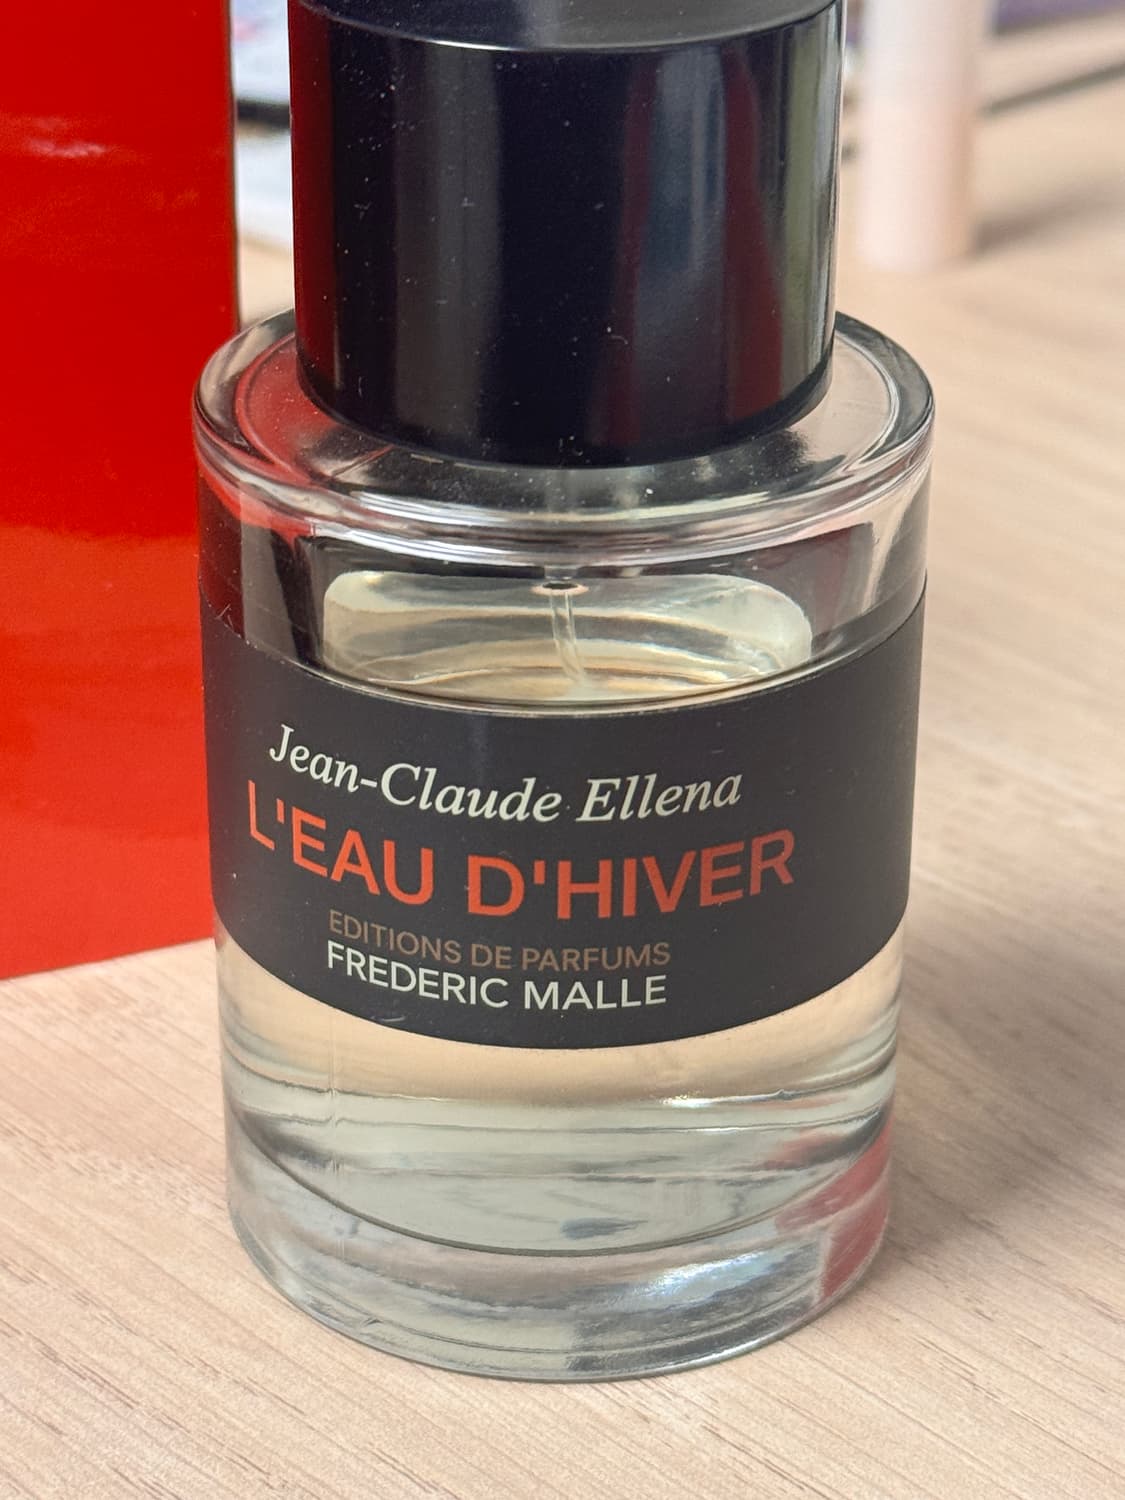 Jean-Claude Ellena
L'EAU D'HIVER
EDITIONS DE PARFUMS
FREDERIC MALLE